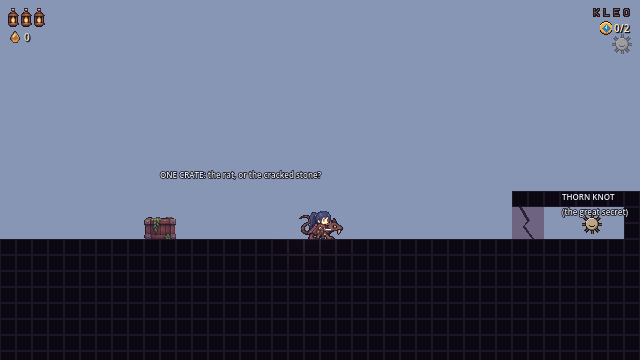 KLEO
0
0/2
ONE CRATE: the rat, or the cracked stone?
THORN KNOT
(the great secret)